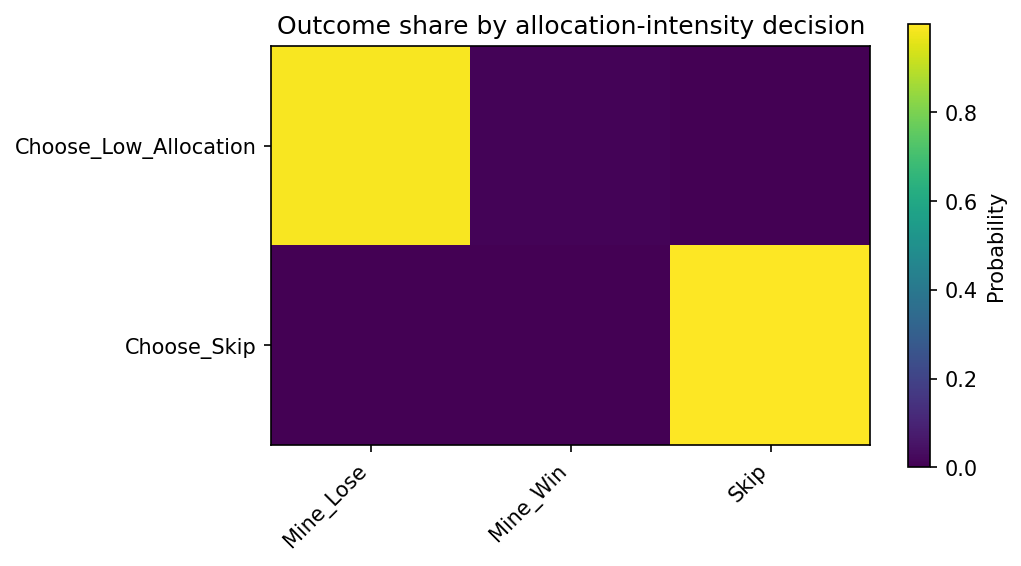 Outcome share by allocation-intensity decision
Choose_Low_Allocation
Choose_Skip
Mine_Lose
Mine_Win
Skip
0.8
0.6
0.4
0.2
0.0
Probability